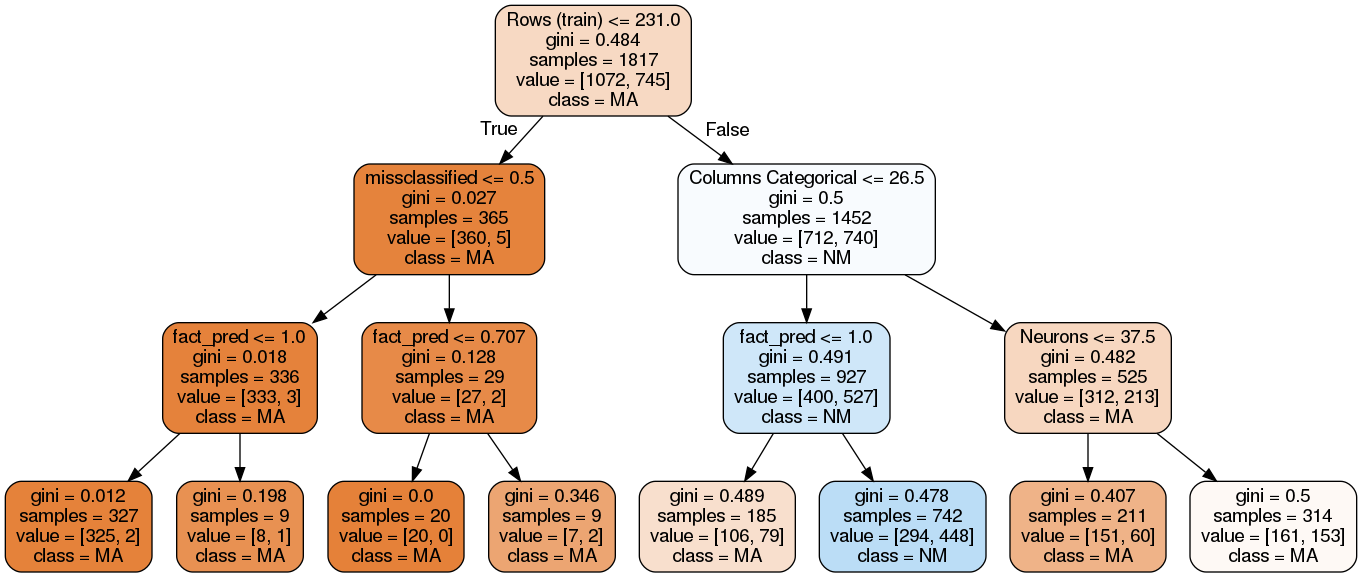 Rows (train) <= 231.0
gini = 0.484
samples = 1817
value = [1072, 745]
class = MA
True
False
missclassified <= 0.5
gini = 0.027
samples = 365
value = [360, 5]
class = MA
Columns Categorical <= 26.5
gini = 0.5
samples = 1452
value = [712, 740]
class = NM
fact_pred <= 1.0
gini = 0.018
samples = 336
value = [333, 3]
class = MA
fact_pred <= 0.707
gini = 0.128
samples = 29
value = [27, 2]
class = MA
fact_pred <= 1.0
gini = 0.491
samples = 927
value = [400, 527]
class = NM
Neurons <= 37.5
gini = 0.482
samples = 525
value = [312, 213]
class = MA
gini = 0.012
samples = 327
value = [325, 2]
class = MA
gini = 0.198
samples = 9
value = [8, 1]
class = MA
gini = 0.0
samples = 20
value = [20, 0]
class = MA
gini = 0.346
samples = 9
value = [7, 2]
class = MA
gini = 0.489
samples = 185
value = [106, 79]
class = MA
gini = 0.478
samples = 742
value = [294, 448]
class = NM
gini = 0.407
samples = 211
value = [151, 60]
class = MA
gini = 0.5
samples = 314
value = [161, 153]
class = MA